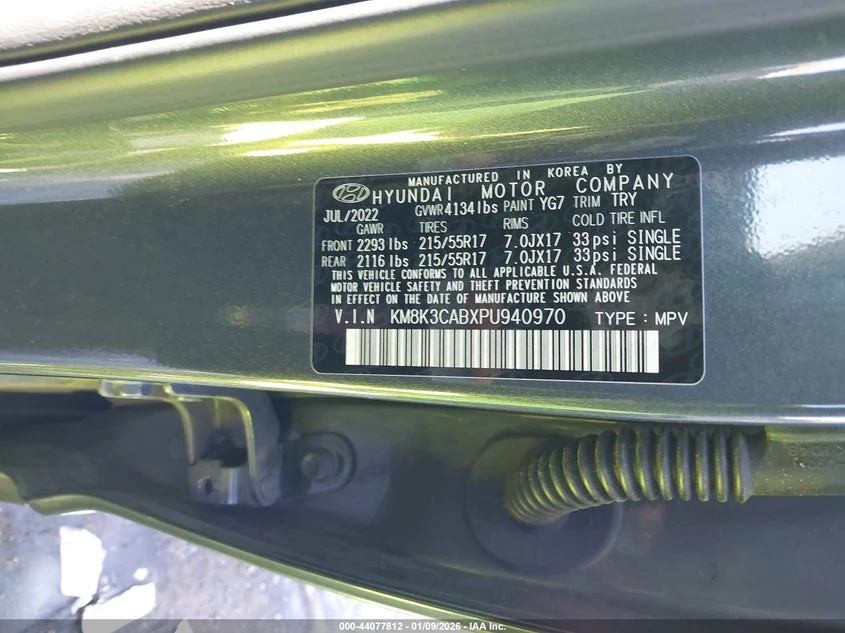 MANUFACTURED IN KOREA BY
HYUNDAI MOTOR COMPANY
JUL/2022 GVWR 4134 lbs PAINT YG7 TRIM TRY
GAWR TIRES RIMS COLD TIRE INFL
FRONT 2293 lbs 215/55R17 7.0JX17 33psi SINGLE
REAR 2116 lbs 215/55R17 7.0JX17 33psi SINGLE
THIS VEHICLE CONFORMS TO ALL APPLICABLE U.S.A. FEDERAL
MOTOR VEHICLE SAFETY AND THEFT PREVENTION STANDARDS
IN EFFECT ON THE DATE OF MANUFACTURE SHOWN ABOVE
V.I.N KM8K3CABXPU940970 TYPE : MPV
000-44077812 - 01/09/2026 - IAA Inc.